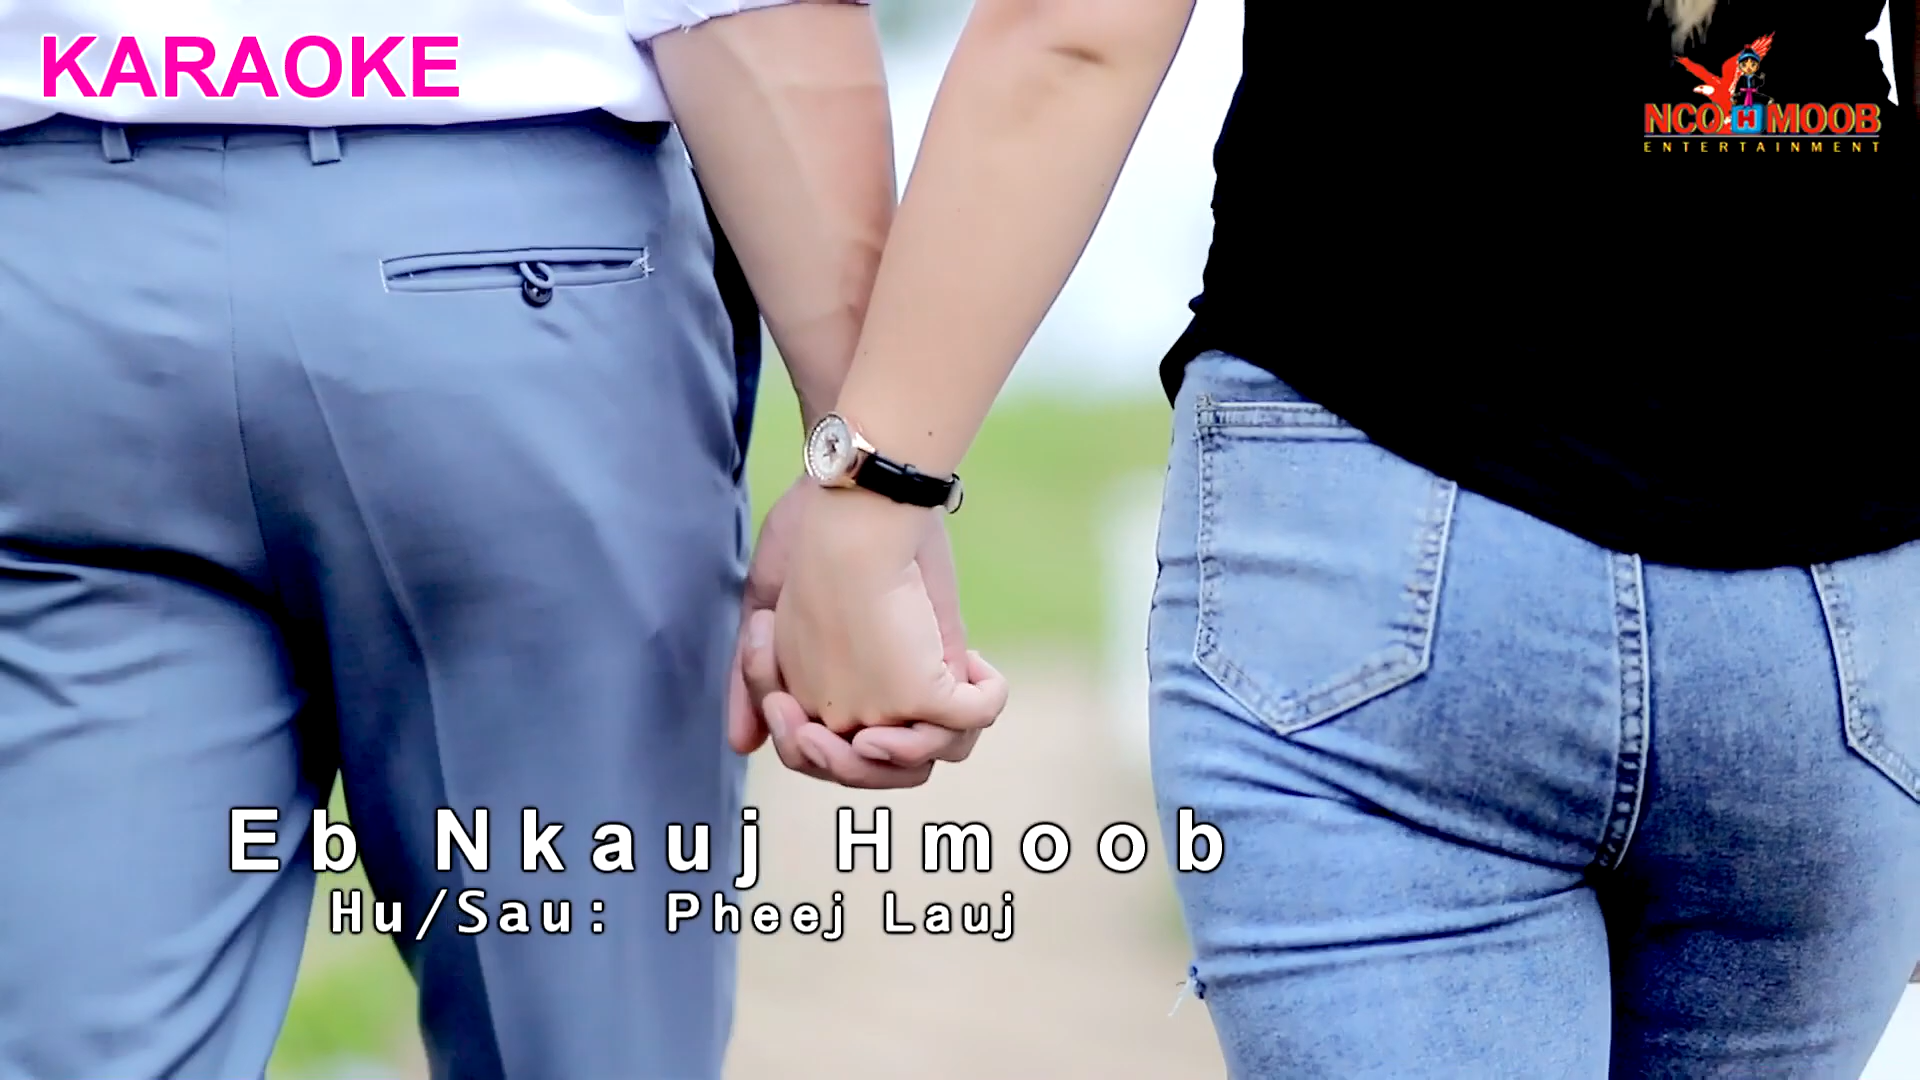 KARAOKE
NCO H MOOB
ENTERTAINMENT
Eb Nkauj Hmoob
Hu/Sau: Pheej Lauj